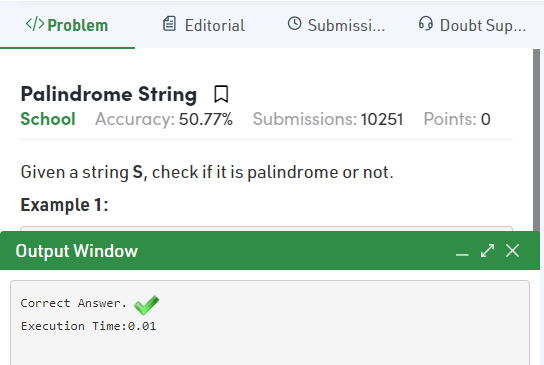 </> Problem Editorial Submissi... Doubt Sup...
Palindrome String
School Accuracy: 50.77% Submissions: 10251 Points: 0
Given a string S, check if it is palindrome or not.
Example 1:
Output Window
Correct Answer.
Execution Time:0.01